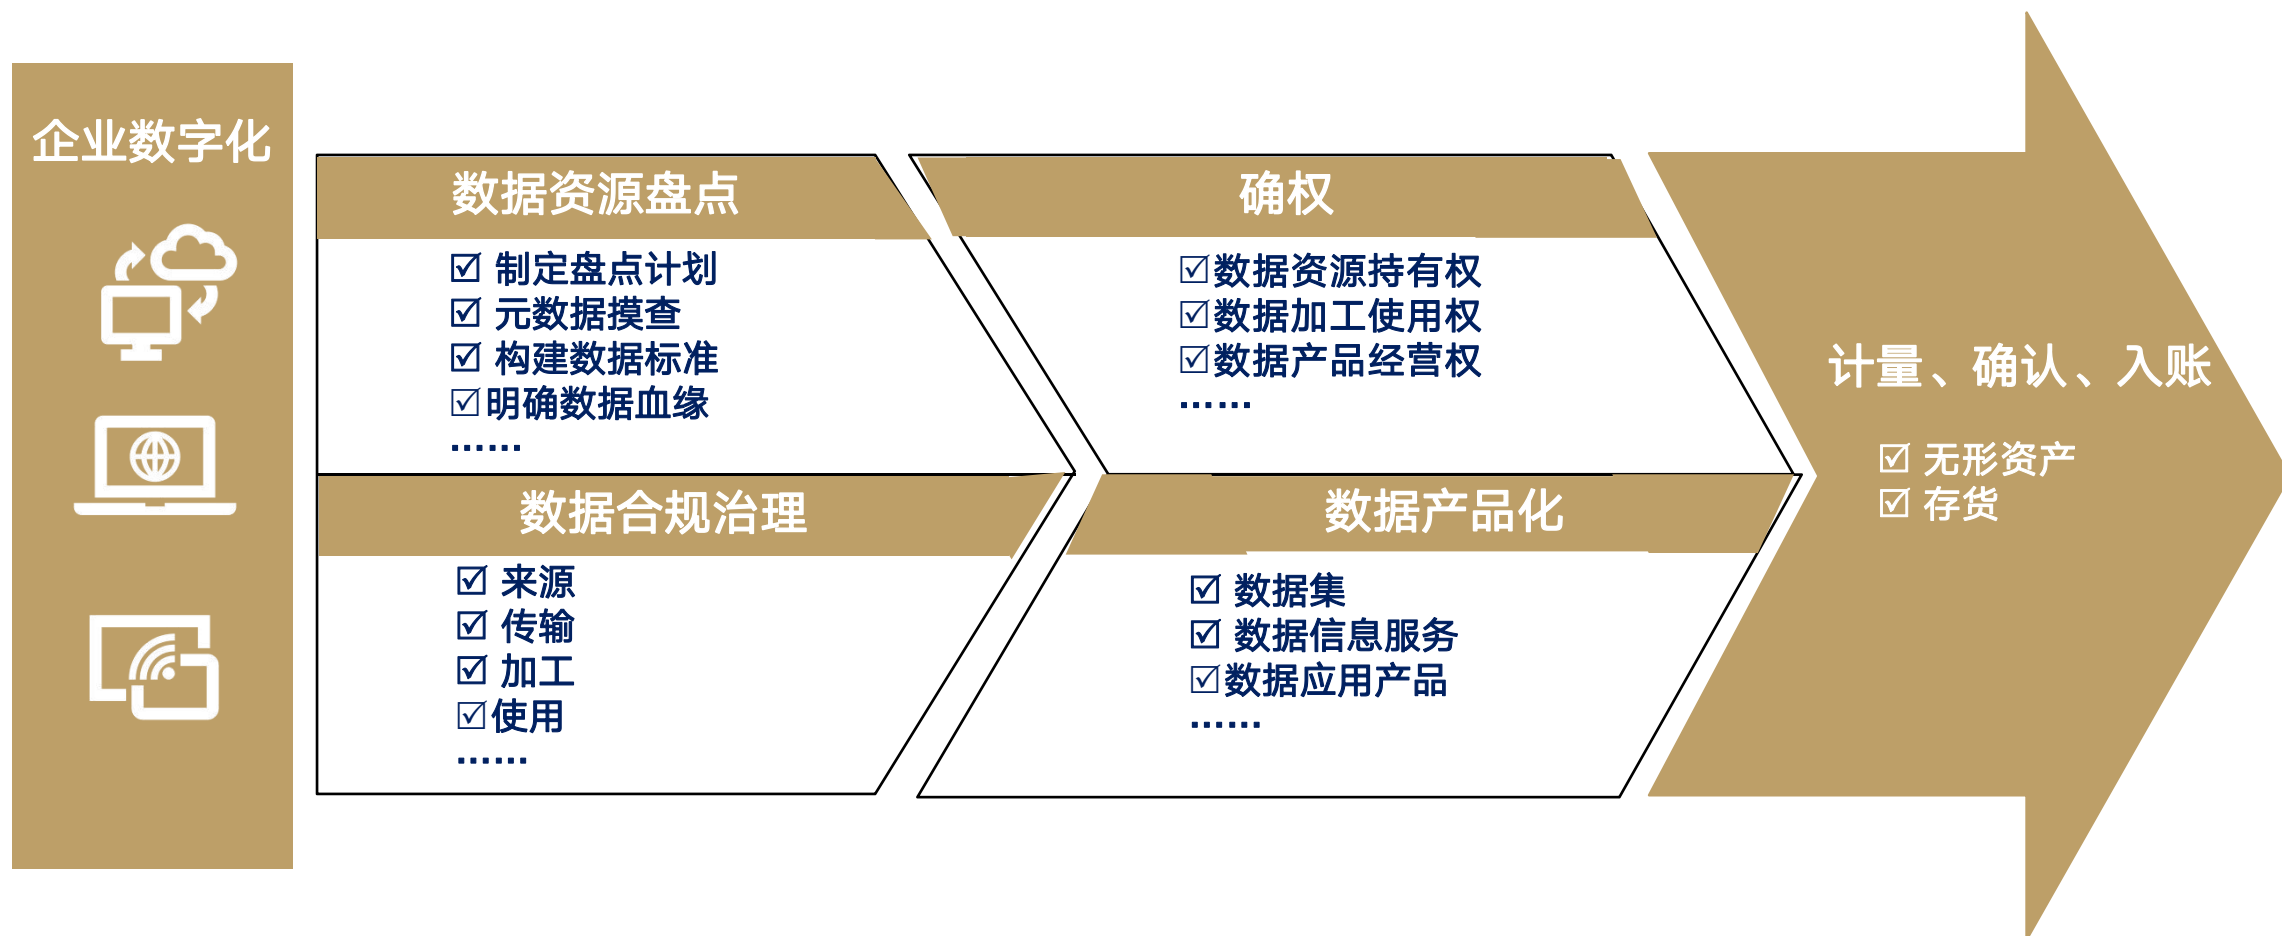 企业数字化
数据资源盘点
☑ 制定盘点计划
☑ 元数据摸查
☑ 构建数据标准
☑明确数据血缘
……
确权
☑数据资源持有权
☑数据加工使用权
☑数据产品经营权
……
数据合规治理
☑ 来源
☑ 传输
☑ 加工
☑使用
……
数据产品化
☑ 数据集
☑ 数据信息服务
☑数据应用产品
……
计量、确认、入账
☑ 无形资产
☑ 存货